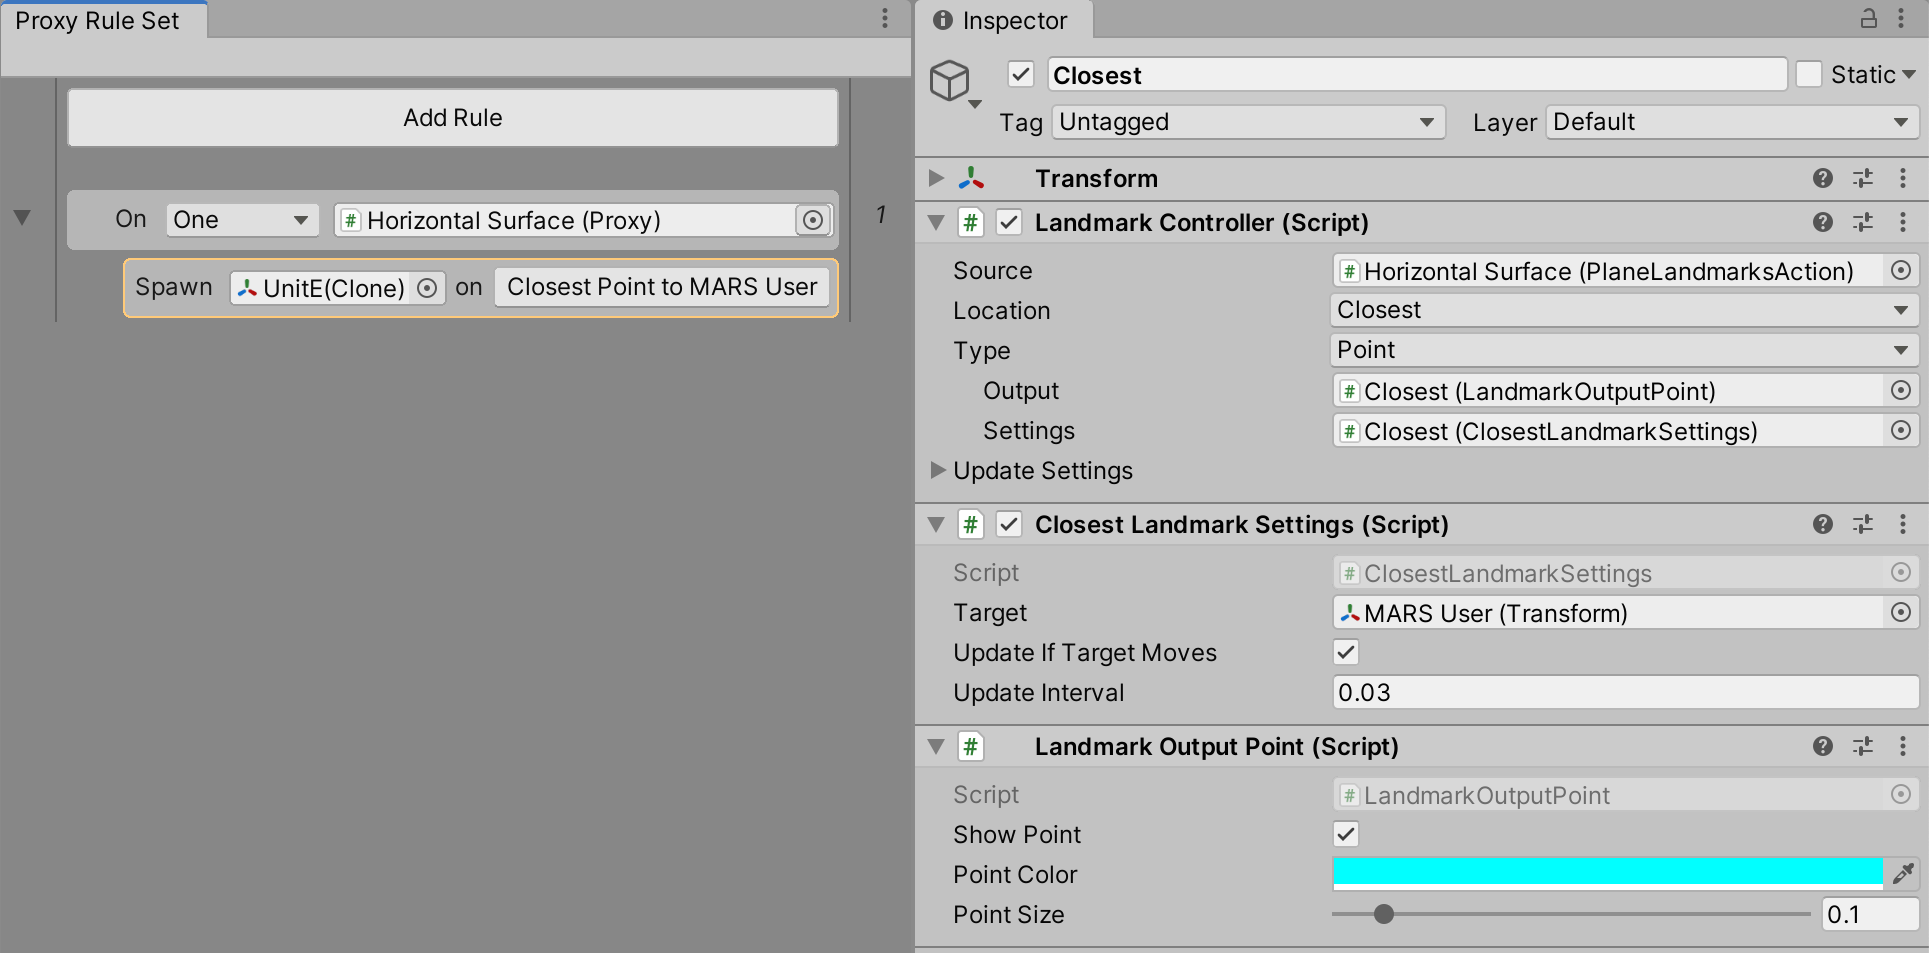 Proxy Rule Set
Add Rule
On One # Horizontal Surface (Proxy) 1
Spawn UnitE(Clone) on Closest Point to MARS User
Inspector
Closest Static
Tag Untagged Layer Default
Transform
# Landmark Controller (Script)
Source # Horizontal Surface (PlaneLandmarksAction)
Location Closest
Type Point
Output # Closest (LandmarkOutputPoint)
Settings # Closest (ClosestLandmarkSettings)
Update Settings
# Closest Landmark Settings (Script)
Script # ClosestLandmarkSettings
Target MARS User (Transform)
Update If Target Moves
Update Interval 0.03
# Landmark Output Point (Script)
Script # LandmarkOutputPoint
Show Point
Point Color
Point Size 0.1